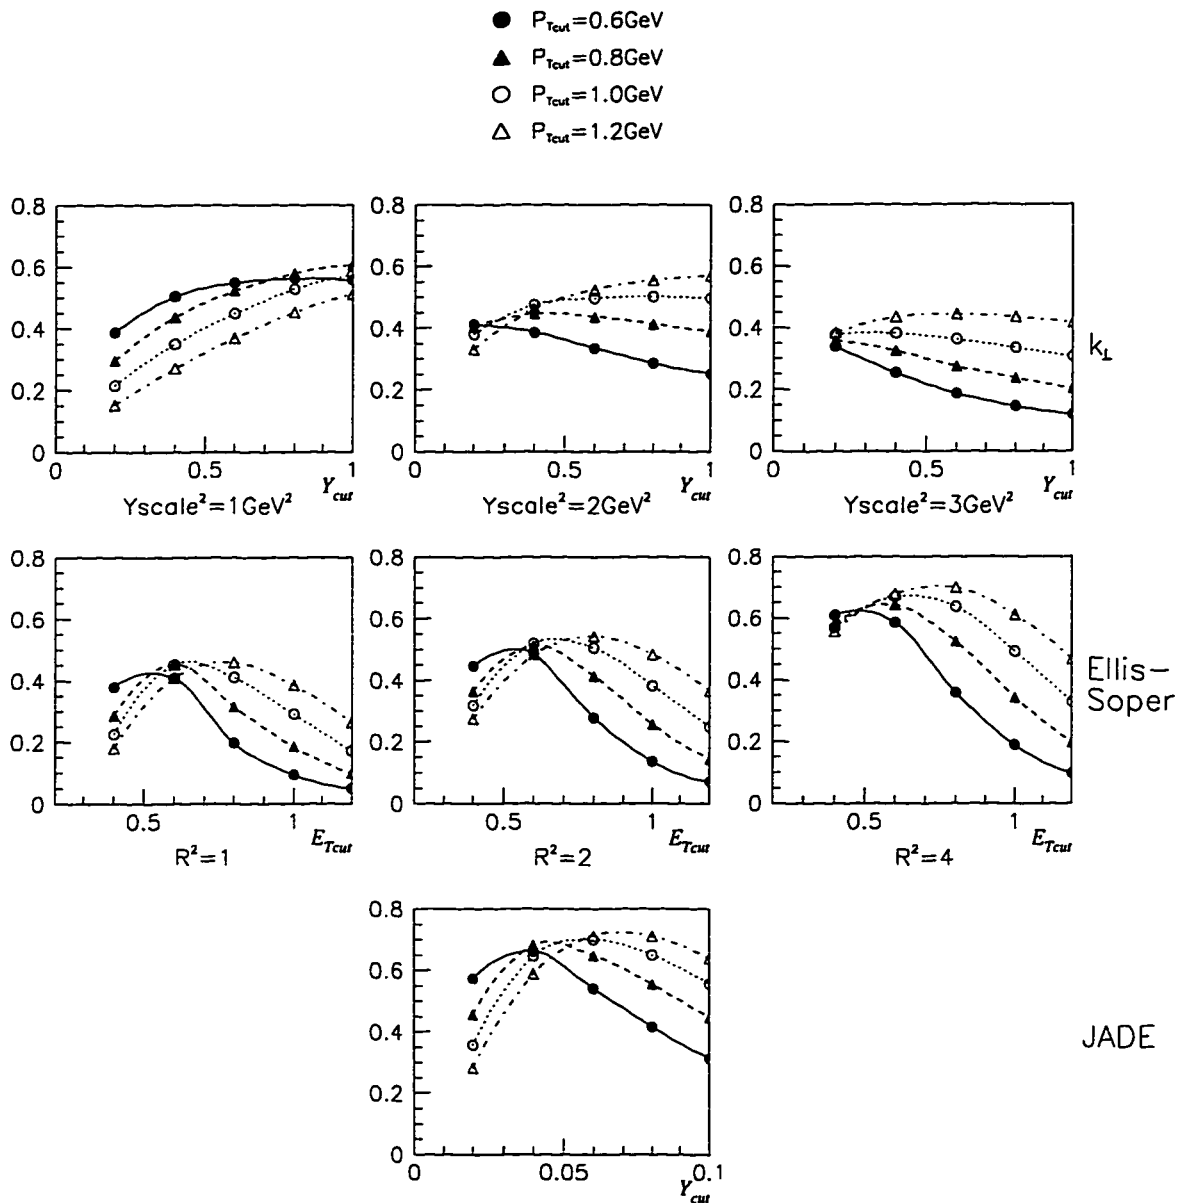 P_Tcut=0.6GeV
P_Tcut=0.8GeV
P_Tcut=1.0GeV
P_Tcut=1.2GeV
0.8
0.6
0.4
0.2
0
0
0.5
1
Y_cut
Yscale²=1GeV²
0.8
0.6
0.4
0.2
0
0
0.5
1
Y_cut
Yscale²=2GeV²
0.8
0.6
0.4
0.2
0
0
0.5
1
Y_cut
Yscale²=3GeV²
k⊥
0.8
0.6
0.4
0.2
0
0.5
1
E_Tcut
R²=1
0.8
0.6
0.4
0.2
0
0.5
1
E_Tcut
R²=2
0.8
0.6
0.4
0.2
0
0.5
1
E_Tcut
R²=4
Ellis-
Soper
0.8
0.6
0.4
0.2
0
0
0.05
0.1
Y_cut
JADE